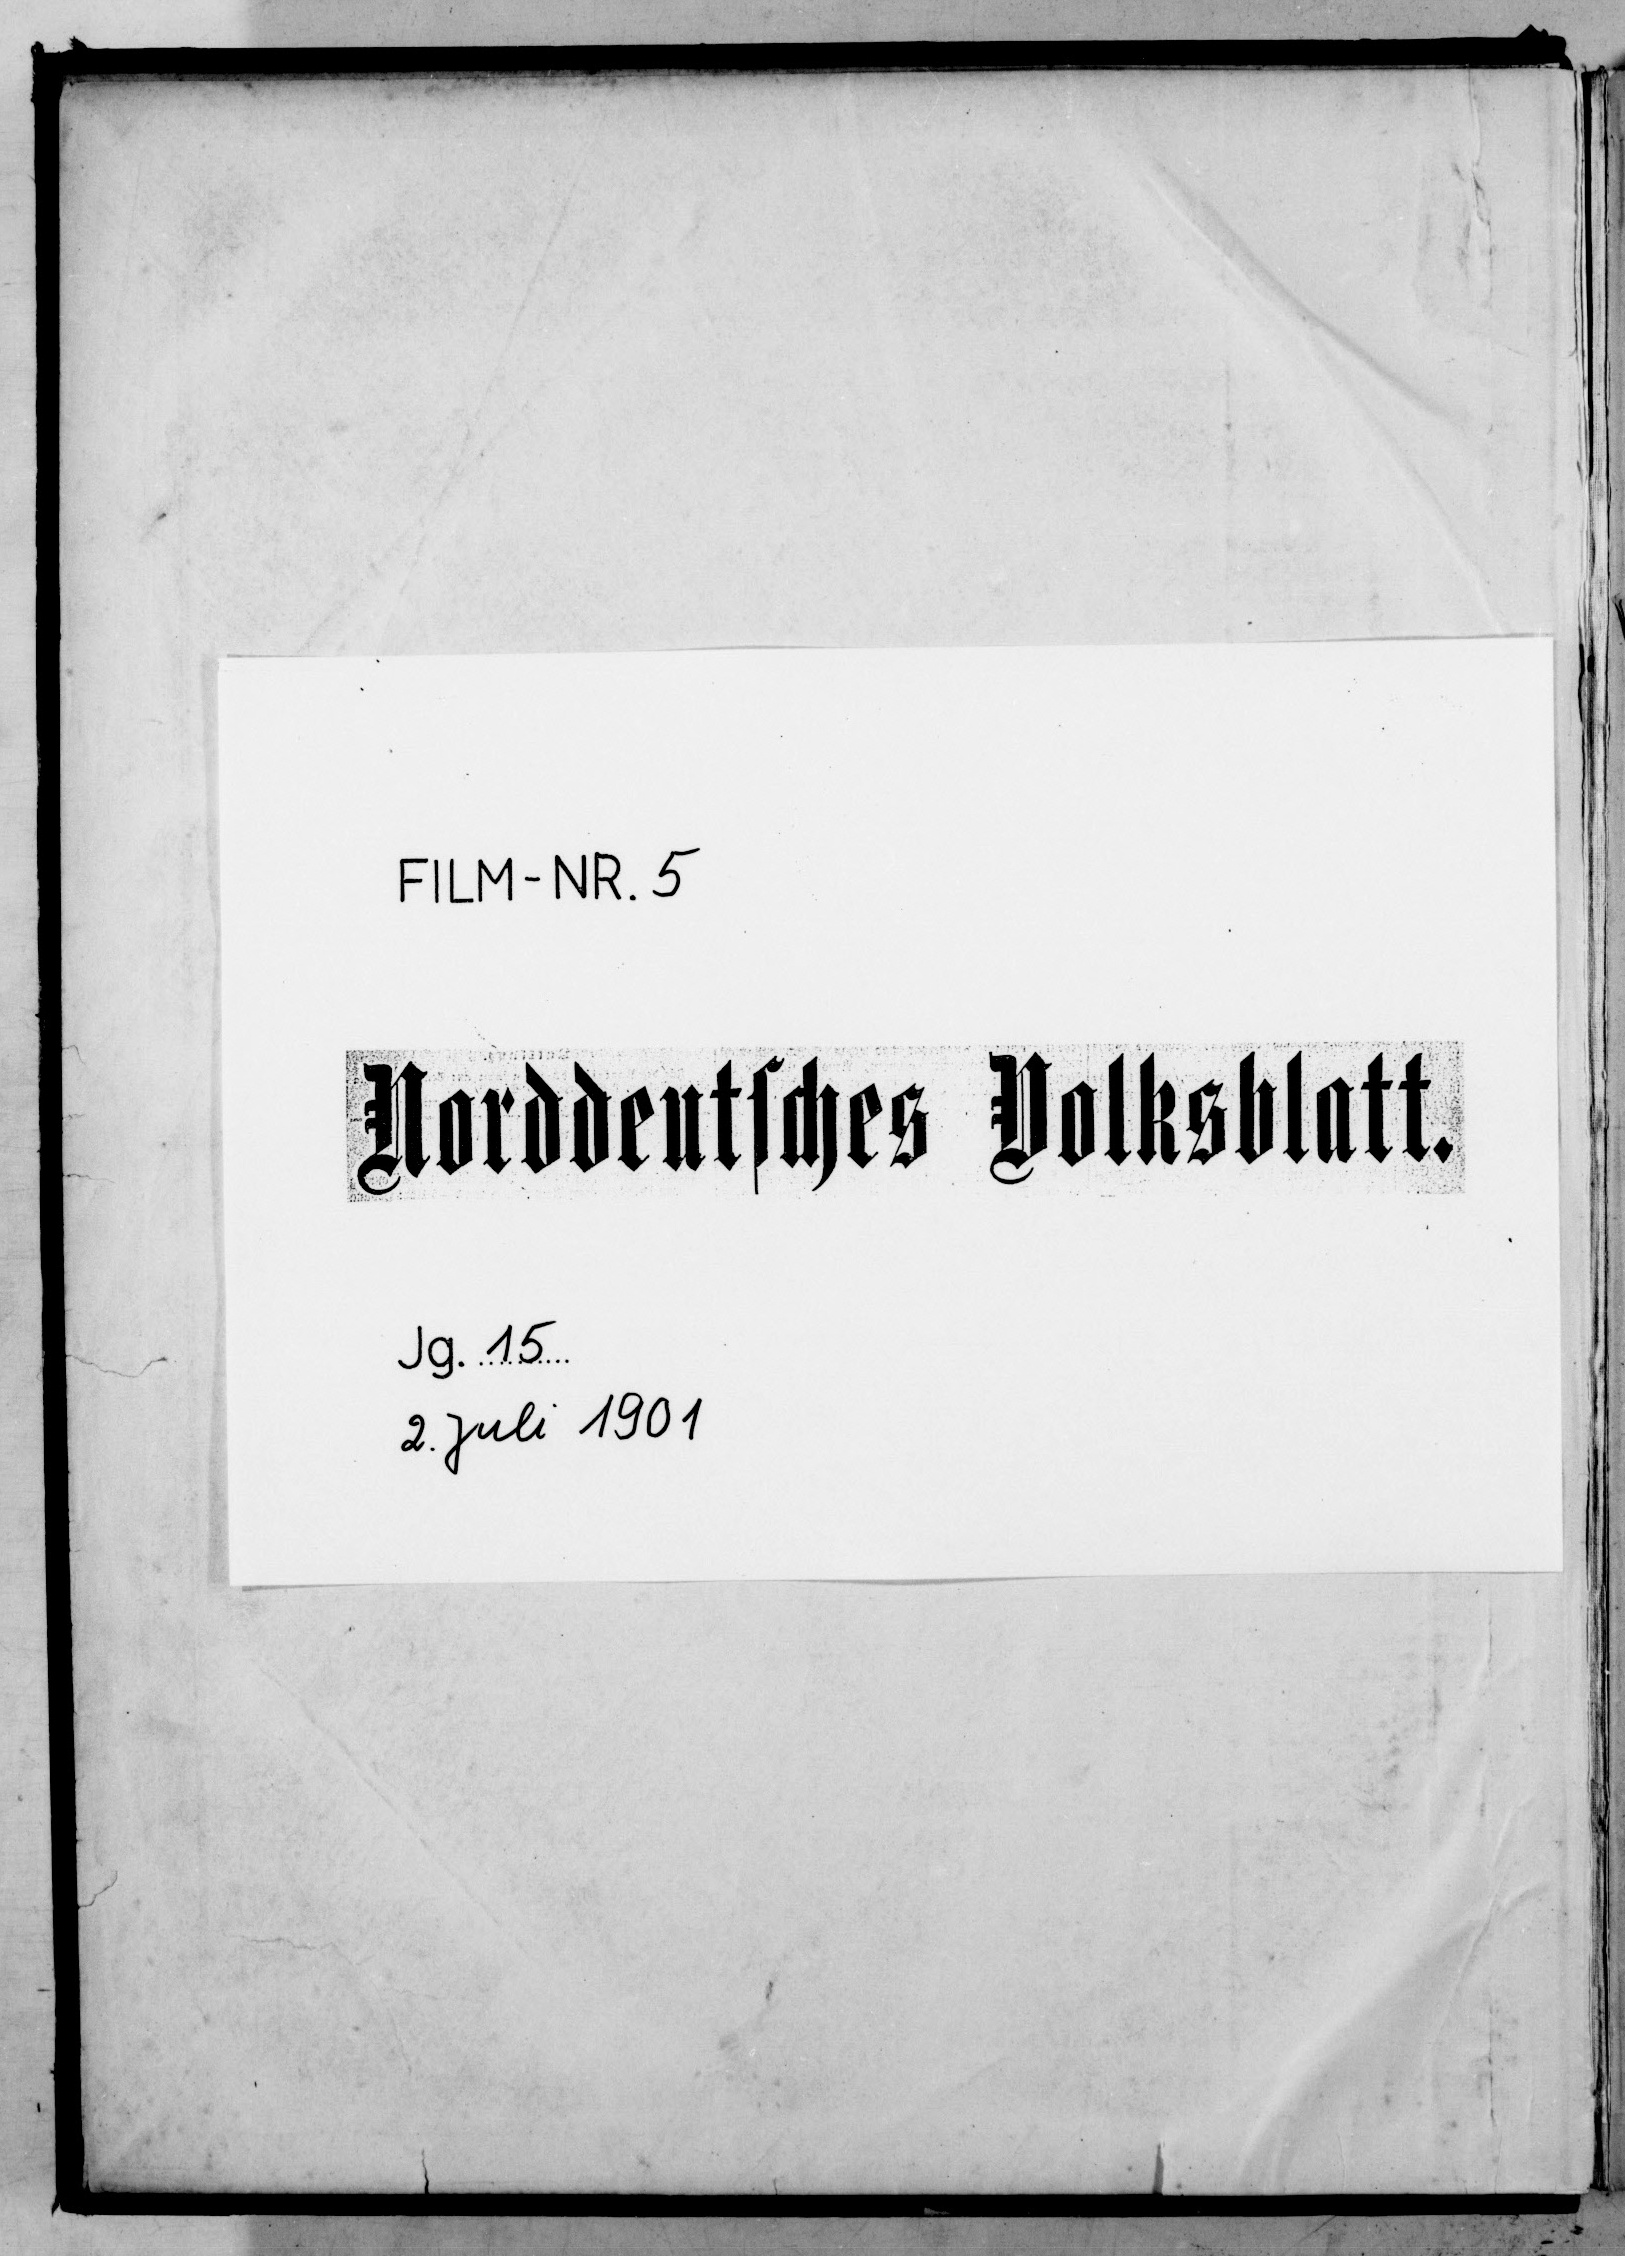 FILM-NR. 5
Norddeutſches Volksblatt.
Jg. 15
2. Juli 1901